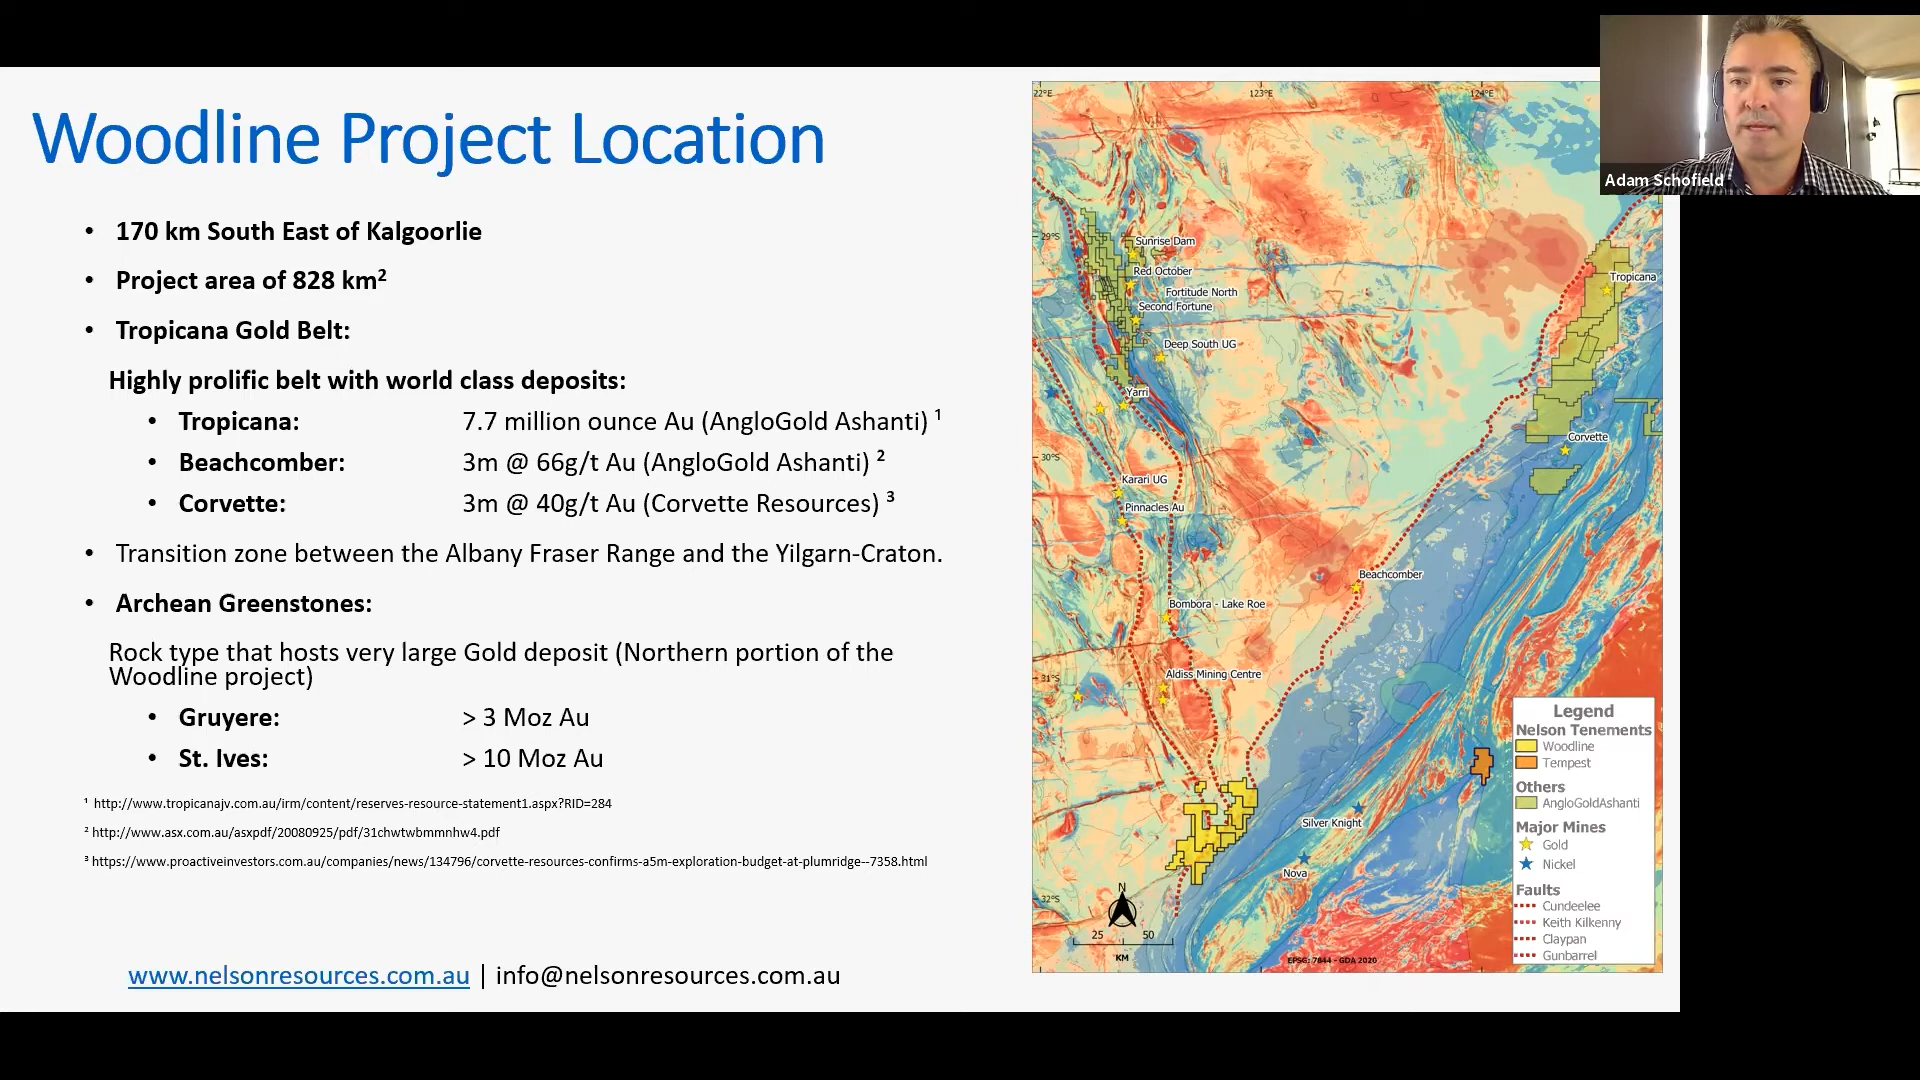 Woodline Project Location
• 170 km South East of Kalgoorlie
• Project area of 828 km²
• Tropicana Gold Belt:
Highly prolific belt with world class deposits:
• Tropicana: 7.7 million ounce Au (AngloGold Ashanti) ¹
• Beachcomber: 3m @ 66g/t Au (AngloGold Ashanti) ²
• Corvette: 3m @ 40g/t Au (Corvette Resources) ³
• Transition zone between the Albany Fraser Range and the Yilgarn-Craton.
• Archean Greenstones:
Rock type that hosts very large Gold deposit (Northern portion of the
Woodline project)
• Gruyere: > 3 Moz Au
• St. Ives: > 10 Moz Au
¹ http://www.tropicanajv.com.au/irm/content/reserves-resource-statement1.aspx?RID=284
² http://www.asx.com.au/asxpdf/20080925/pdf/31chwtwbmmnhw4.pdf
³ https://www.proactiveinvestors.com.au/companies/news/134796/corvette-resources-confirms-a5m-exploration-budget-at-plumridge--7358.html
www.nelsonresources.com.au | info@nelsonresources.com.au
22°E 123°E 124°E
29°S
30°S
31°S
32°S
Sunrise Dam
Red October
Fortitude North
Second Fortune
Deep South UG
Yarri
Karari UG
Pinnacles Au
Bombora - Lake Roe
Aldiss Mining Centre
Tropicana
Corvette
Beachcomber
Silver Knight
Nova
N
25 50
KM
EPSG: 7844 - GDA 2020
Legend
Nelson Tenements
Woodline
Tempest
Others
AngloGoldAshanti
Major Mines
Gold
Nickel
Faults
Cundeelee
Keith Kilkenny
Claypan
Gunbarrel
Adam Schofield